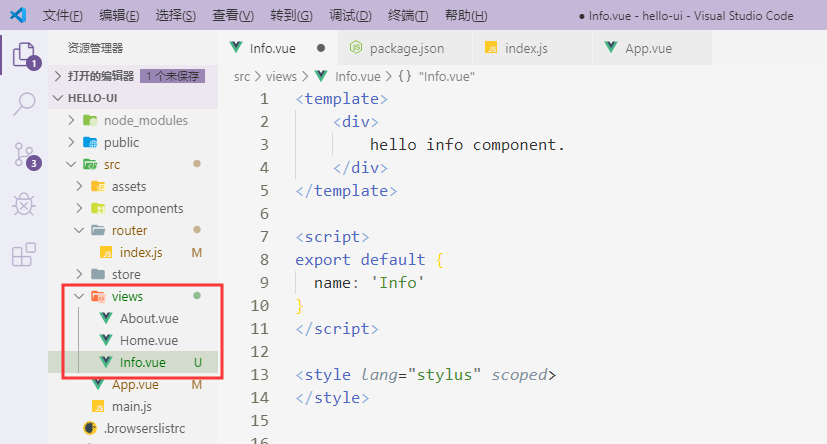 文件(F) 编辑(E) 选择(S) 查看(V) 转到(G) 调试(D) 终端(T) 帮助(H) ● Info.vue - hello-ui - Visual Studio Code
资源管理器
打开的编辑器 1 个未保存
HELLO-UI
node_modules
public
src
assets
components
router
index.js M
store
views
About.vue
Home.vue
Info.vue U
App.vue M
main.js
.browserslistrc
1
3
Info.vue ● package.json index.js App.vue
src > views > Info.vue > {} "Info.vue"
1 <template>
2 <div>
3 hello info component.
4 </div>
5 </template>
6
7 <script>
8 export default {
9 name: 'Info'
10 }
11 </script>
12
13 <style lang="stylus" scoped>
14 </style>
15
16